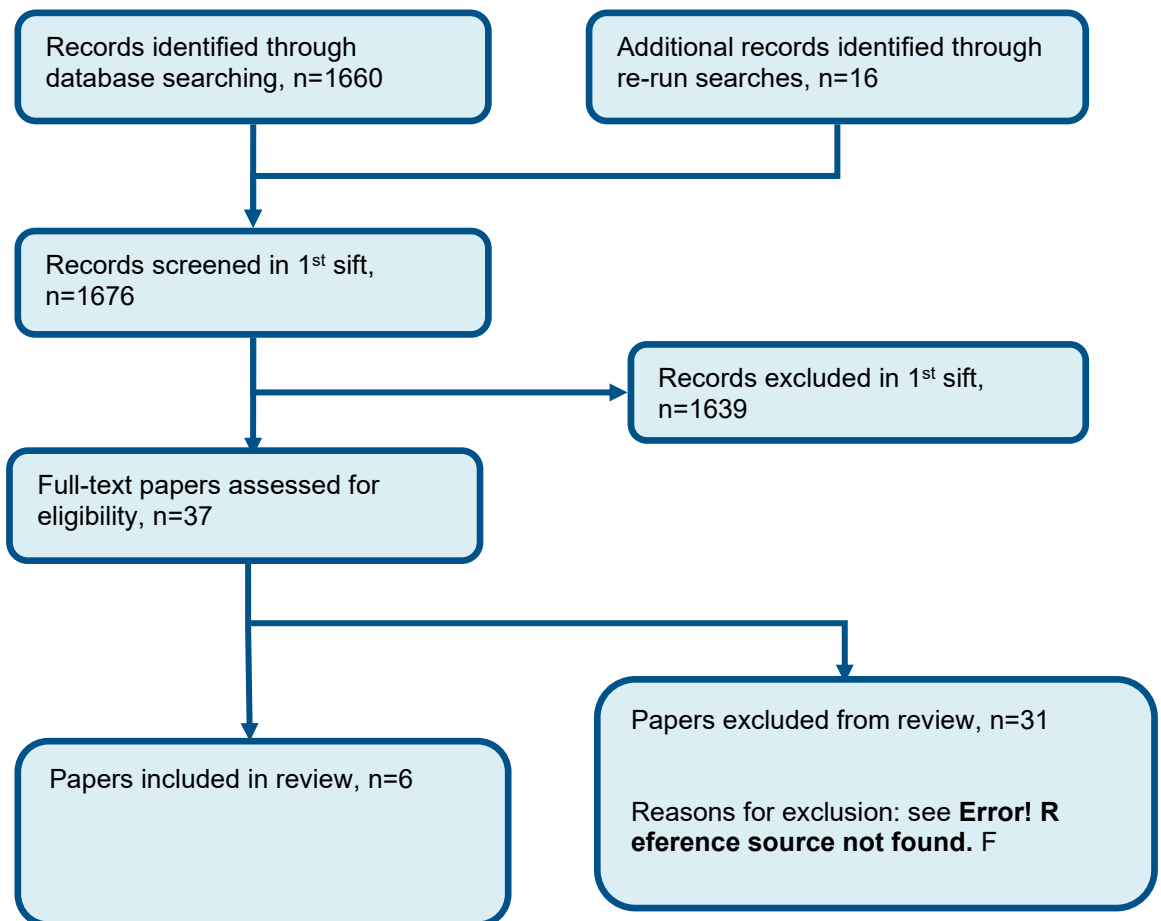 Records identified through
database searching, n=1660
Additional records identified through
re-run searches, n=16
Records screened in 1st sift,
n=1676
Records excluded in 1st sift,
n=1639
Full-text papers assessed for
eligibility, n=37
Papers included in review, n=6
Papers excluded from review, n=31
Reasons for exclusion: see Error! R
eference source not found. F